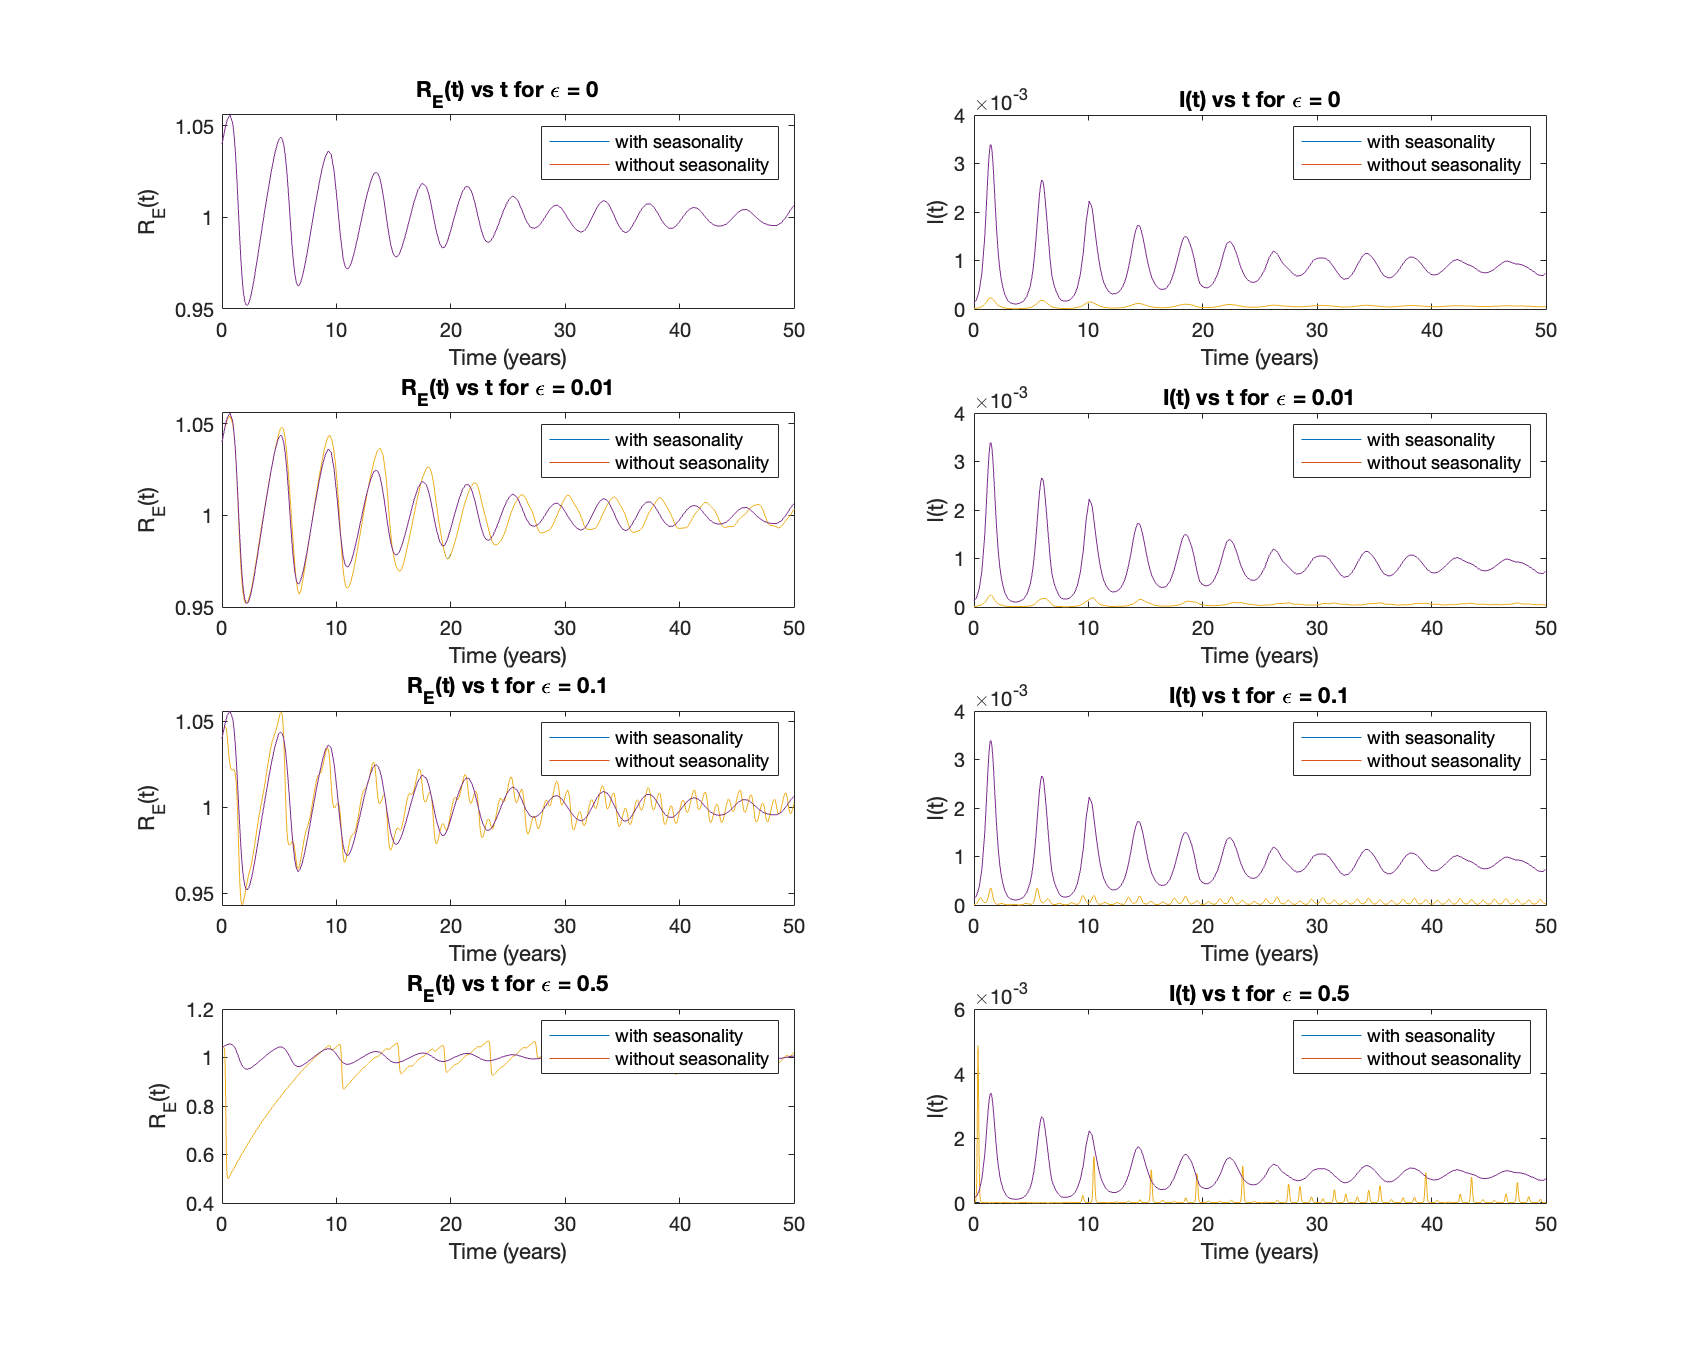 R_E(t) vs t for ϵ = 0
1.05
1
0.95
R_E(t)
with seasonality
without seasonality
0 10 20 30 40 50
Time (years)
I(t) vs t for ϵ = 0
×10^-3
4
3
2
1
0
I(t)
with seasonality
without seasonality
0 10 20 30 40 50
Time (years)
R_E(t) vs t for ϵ = 0.01
1.05
1
0.95
R_E(t)
with seasonality
without seasonality
0 10 20 30 40 50
Time (years)
I(t) vs t for ϵ = 0.01
×10^-3
4
3
2
1
0
I(t)
with seasonality
without seasonality
0 10 20 30 40 50
Time (years)
R_E(t) vs t for ϵ = 0.1
1.05
1
0.95
R_E(t)
with seasonality
without seasonality
0 10 20 30 40 50
Time (years)
I(t) vs t for ϵ = 0.1
×10^-3
4
3
2
1
0
I(t)
with seasonality
without seasonality
0 10 20 30 40 50
Time (years)
R_E(t) vs t for ϵ = 0.5
1.2
1
0.8
0.6
0.4
R_E(t)
with seasonality
without seasonality
0 10 20 30 40 50
Time (years)
I(t) vs t for ϵ = 0.5
×10^-3
6
4
2
0
I(t)
with seasonality
without seasonality
0 10 20 30 40 50
Time (years)